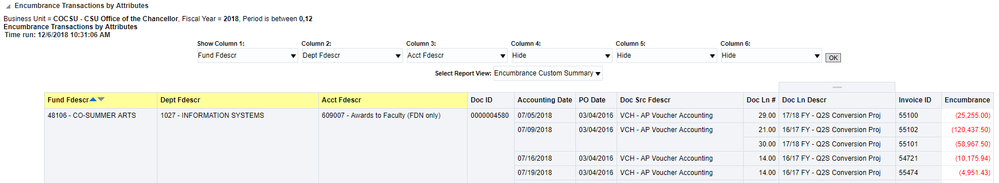 Encumbrance Transactions by Attributes
Business Unit = COCSU - CSU Office of the Chancellor, Fiscal Year = 2018, Period is between 0,12
Encumbrance Transactions by Attributes
Time run: 12/6/2018 10:31:06 AM
Show Column 1: Column 2: Column 3: Column 4: Column 5: Column 6:
Fund Fdescr Dept Fdescr Acct Fdescr Hide Hide Hide OK
Select Report View: Encumbrance Custom Summary
Fund Fdescr Dept Fdescr Acct Fdescr Doc ID Accounting Date PO Date Doc Src Fdescr Doc Ln # Doc Ln Descr Invoice ID Encumbrance
48106 - CO-SUMMER ARTS 1027 - INFORMATION SYSTEMS 609007 - Awards to Faculty (FDN only) 0000004580 07/05/2018 03/04/2016 VCH - AP Voucher Accounting 29.00 17/18 FY - Q2S Conversion Proj 55100 (25,255.00)
07/09/2018 03/04/2016 VCH - AP Voucher Accounting 21.00 16/17 FY - Q2S Conversion Proj 55102 (120,437.50)
30.00 17/18 FY - Q2S Conversion Proj 55101 (58,967.50)
07/16/2018 03/04/2016 VCH - AP Voucher Accounting 14.00 16/17 FY - Q2S Conversion Proj 54721 (10,175.94)
07/19/2018 03/04/2016 VCH - AP Voucher Accounting 14.00 16/17 FY - Q2S Conversion Proj 55474 (4,951.43)